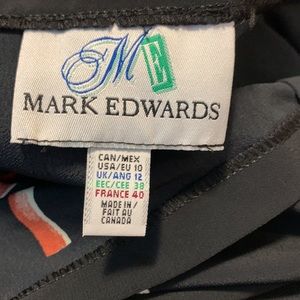 ME
MARK EDWARDS
CAN/MEX
USA/EU 10
UK/ANG 12
EEC/CEE 38
FRANCE 40
MADE IN /
FAIT AU
CANADA